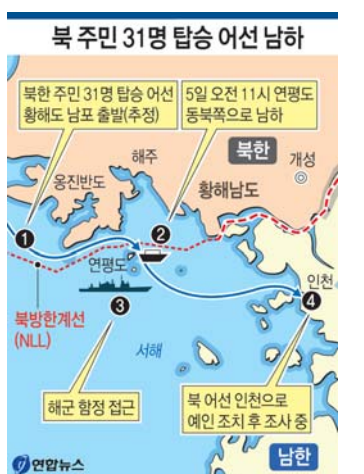 북 주민 31명 탑승 어선 남하
북한 주민 31명 탑승 어선
황해도 남포 출발(추정)
5일 오전 11시 연평도
동북쪽으로 남하
해주
북한
개성
옹진반도
황해남도
1
2
연평도
인천
3
4
북방한계선
(NLL)
서해
해군 함정 접근
북 어선 인천으로
예인 조치 후 조사 중
연합뉴스
남한